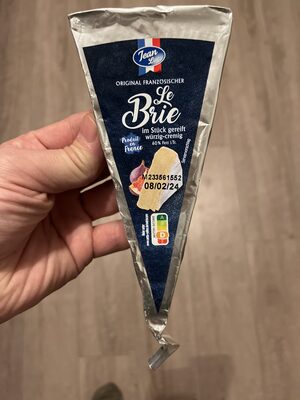 Jean
ORIGINAL FRANZÖSISCHER
Le
Brie
im Stück gereift
würzig-cremig
60% Fett i.Tr.
Produit
en
France
M233561552
08/02/24